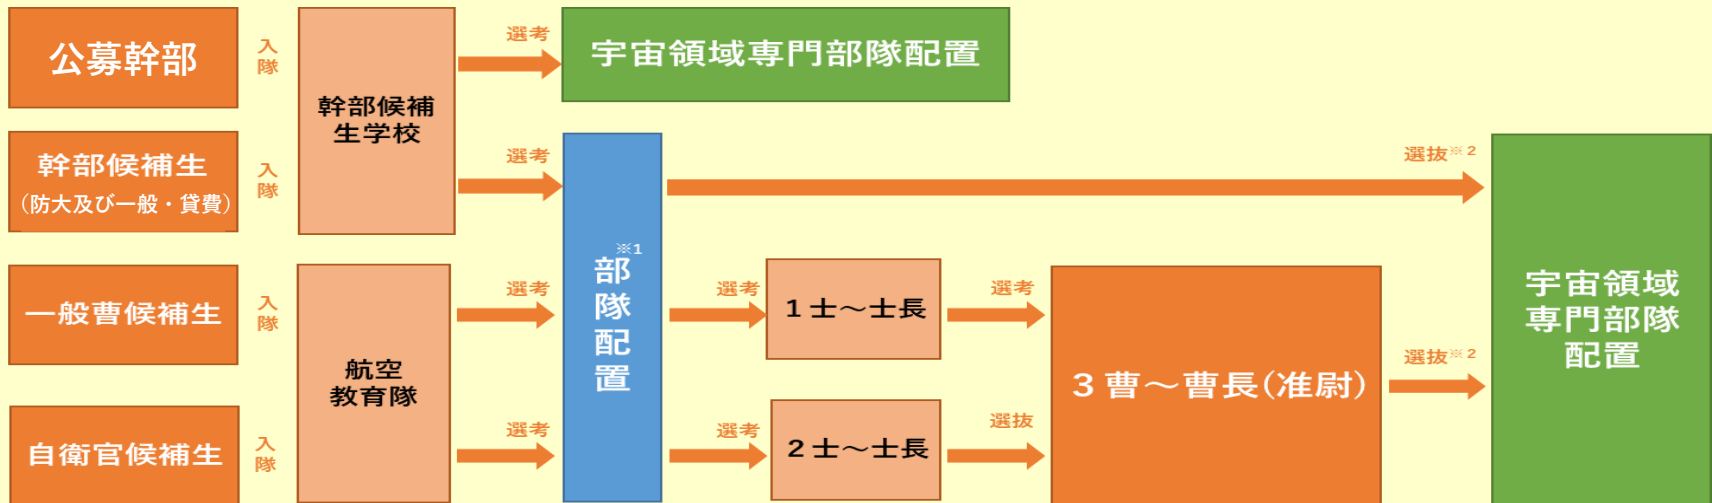 公募幹部
入
隊
幹部候補
生学校
選考
宇宙領域専門部隊配置
幹部候補生
(防大及び一般・貸費)
入
隊
選考
※1
部
隊
配
置
選抜※2
宇宙領域
専門部隊
配置
一般曹候補生
入
隊
航空
教育隊
選考
選考
1士～士長
選考
3曹～曹長(准尉)
選抜※2
自衛官候補生
入
隊
選考
選考
2士～士長
選抜